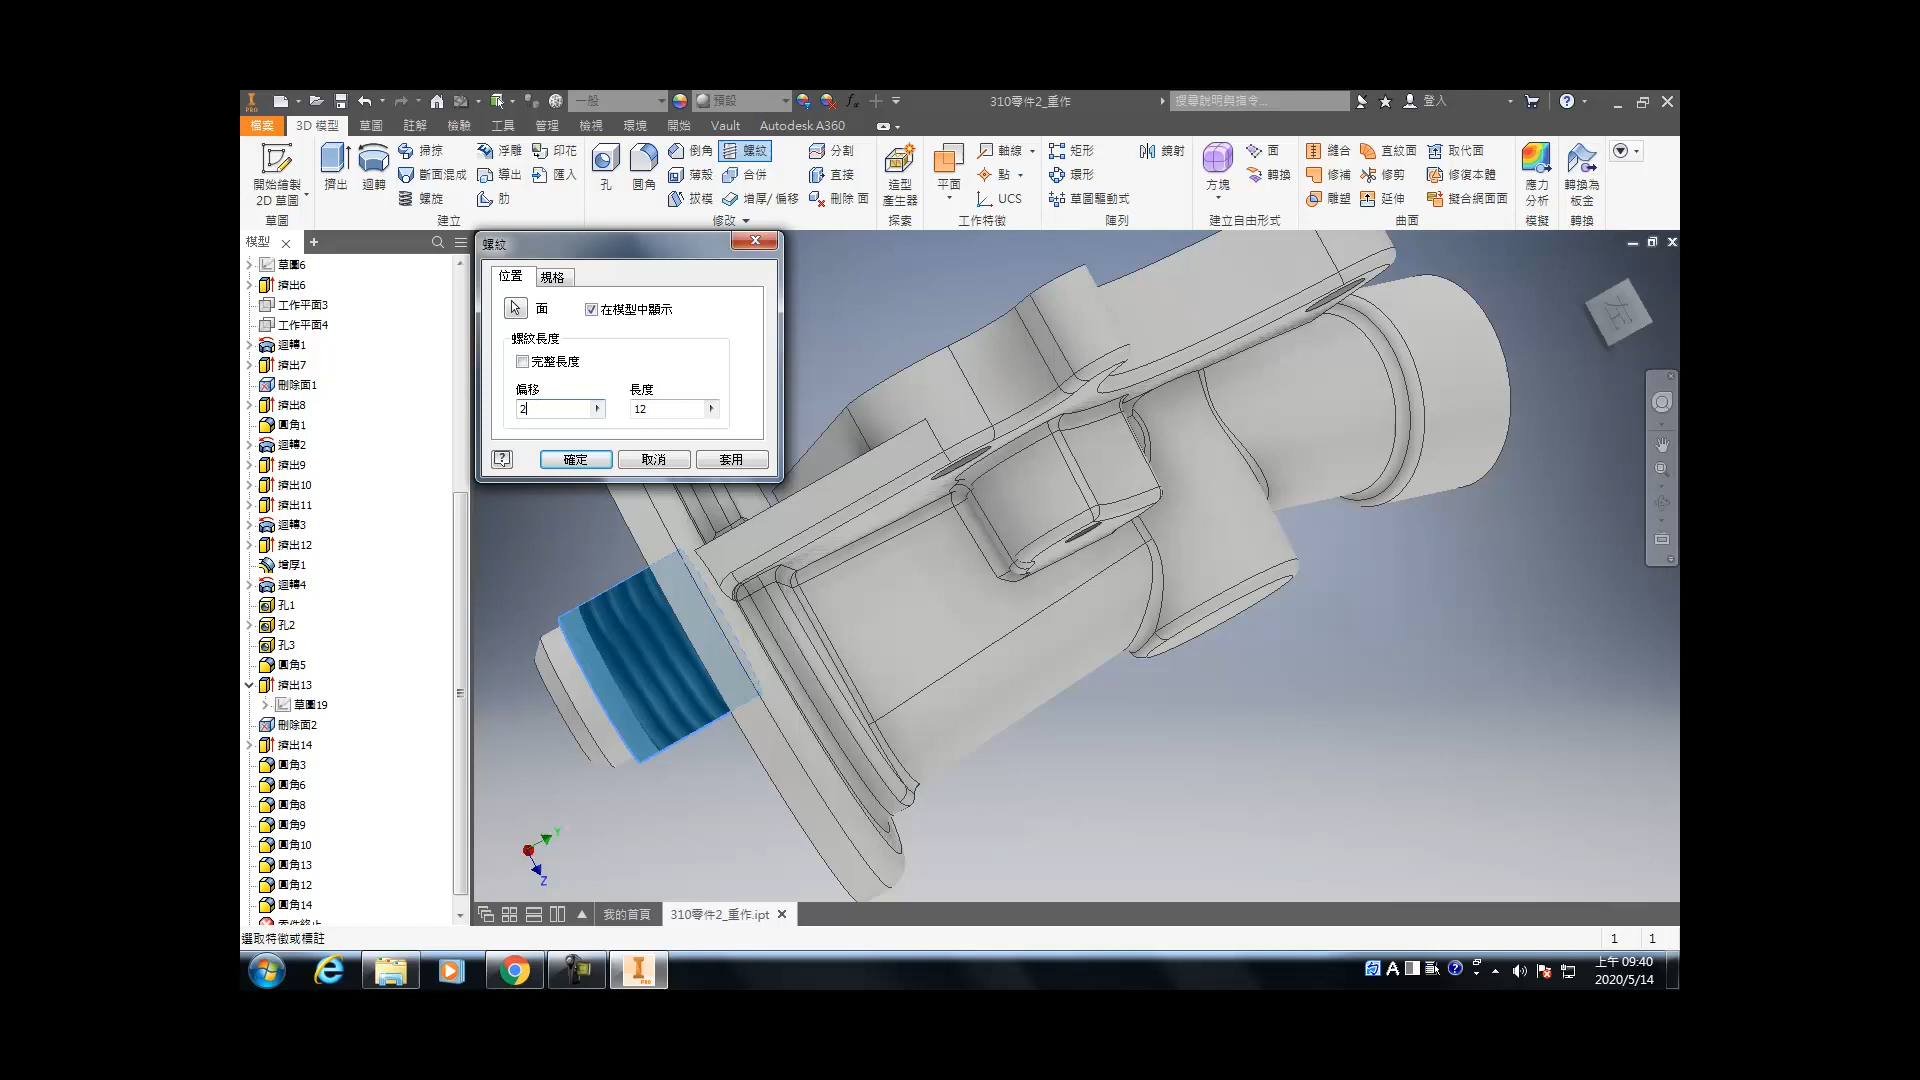 一般
預設
310零件2_重作
搜尋說明與指令...
登入
檔案
3D 模型
草圖
註解
檢驗
工具
管理
檢視
環境
開始
Vault
Autodesk A360
開始繪製
2D 草圖
草圖
擠出
迴轉
掃掠
斷面混成
螺旋
浮雕
導出
肋
印花
匯入
建立
孔
圓角
倒角
薄殼
拔模
螺紋
合併
增厚/ 偏移
分割
直接
刪除 面
修改
造型
產生器
探索
平面
軸線
點
UCS
工作特徵
矩形
環形
草圖驅動式
鏡射
陣列
方塊
面
轉換
建立自由形式
縫合
修補
雕塑
直紋面
修剪
延伸
取代面
修復本體
擬合網面面
曲面
應力
分析
模擬
轉換為
板金
轉換
模型
草圖6
擠出6
工作平面3
工作平面4
迴轉1
擠出7
刪除面1
擠出8
圓角1
迴轉2
擠出9
擠出10
擠出11
迴轉3
擠出12
增厚1
迴轉4
孔1
孔2
孔3
圓角5
擠出13
草圖19
刪除面2
擠出14
圓角3
圓角6
圓角8
圓角9
圓角10
圓角13
圓角12
圓角14
零件終止
螺紋
位置
規格
面
在模型中顯示
螺紋長度
完整長度
偏移
長度
2
12
確定
取消
套用
左
Y
Z
我的首頁
310零件2_重作.ipt
選取特徵或標註
1
1
PRO
A
上午 09:40
2020/5/14